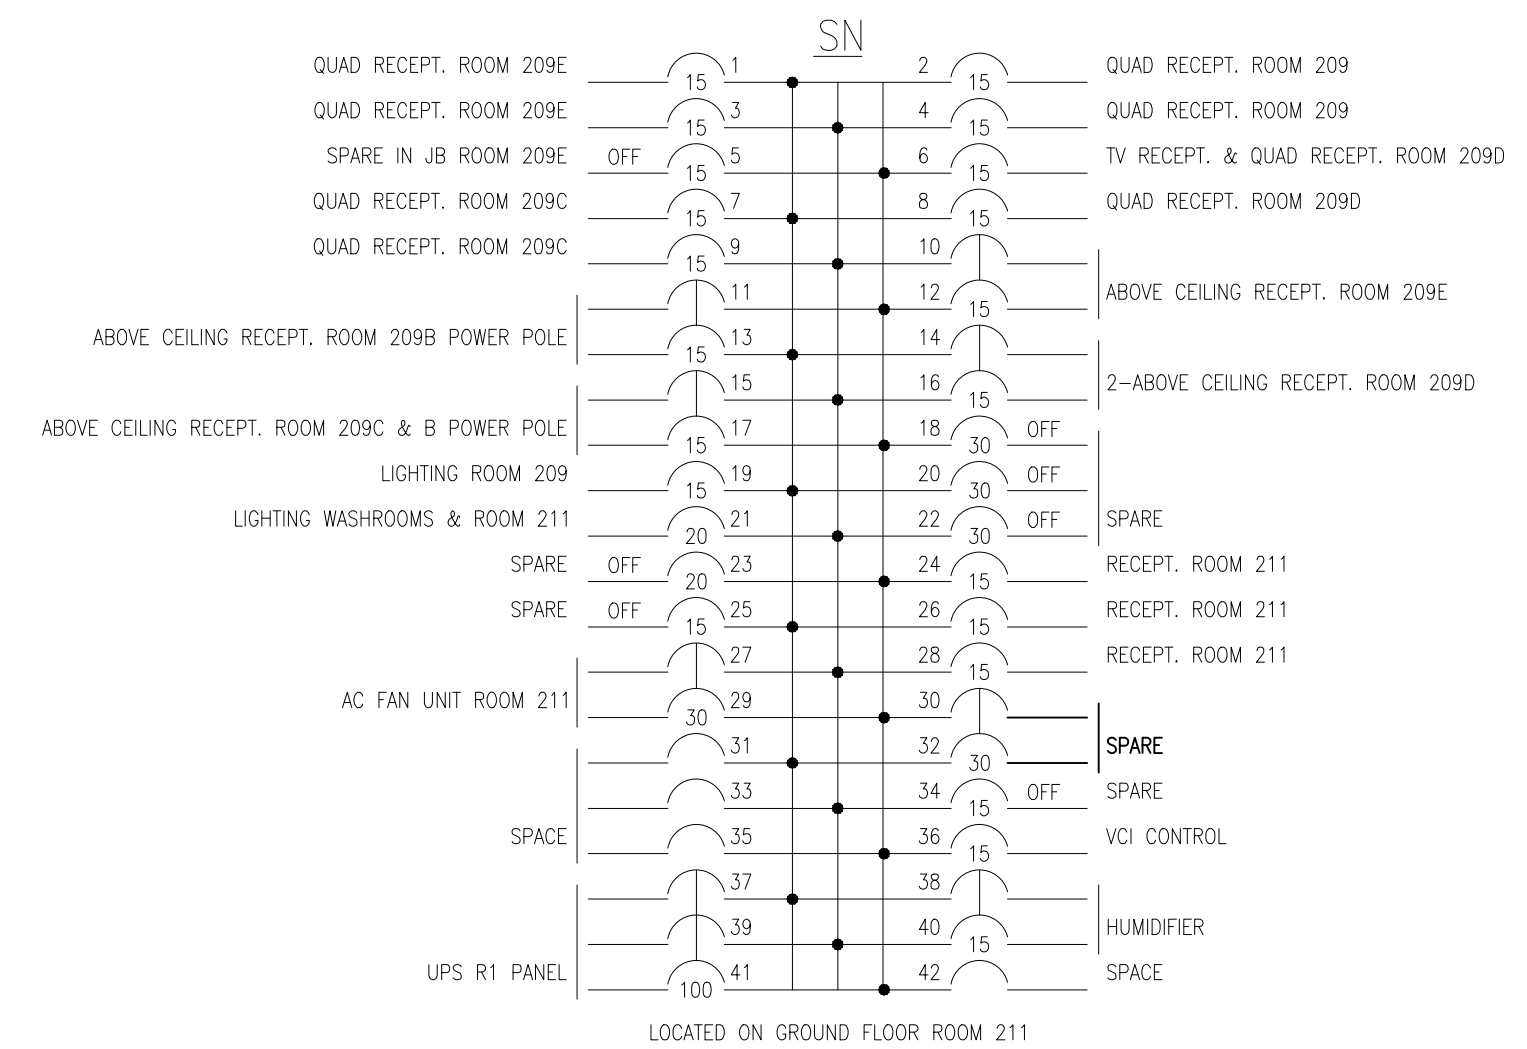 SN
QUAD RECEPT. ROOM 209E 15 1 2 15 QUAD RECEPT. ROOM 209
QUAD RECEPT. ROOM 209E 15 3 4 15 QUAD RECEPT. ROOM 209
SPARE IN JB ROOM 209E OFF 15 5 6 15 TV RECEPT. & QUAD RECEPT. ROOM 209D
QUAD RECEPT. ROOM 209C 15 7 8 15 QUAD RECEPT. ROOM 209D
QUAD RECEPT. ROOM 209C 15 9 10
11 12 15 ABOVE CEILING RECEPT. ROOM 209E
ABOVE CEILING RECEPT. ROOM 209B POWER POLE 15 13 14
15 16 15 2-ABOVE CEILING RECEPT. ROOM 209D
ABOVE CEILING RECEPT. ROOM 209C & B POWER POLE 15 17 18 30 OFF
LIGHTING ROOM 209 15 19 20 30 OFF
LIGHTING WASHROOMS & ROOM 211 20 21 22 30 OFF SPARE
SPARE OFF 20 23 24 15 RECEPT. ROOM 211
SPARE OFF 15 25 26 15 RECEPT. ROOM 211
27 28 15 RECEPT. ROOM 211
AC FAN UNIT ROOM 211 30 29 30
31 32 30 SPARE
33 34 15 OFF SPARE
SPACE 35 36 15 VCI CONTROL
37 38
39 40 15 HUMIDIFIER
UPS R1 PANEL 100 41 42 SPACE
LOCATED ON GROUND FLOOR ROOM 211